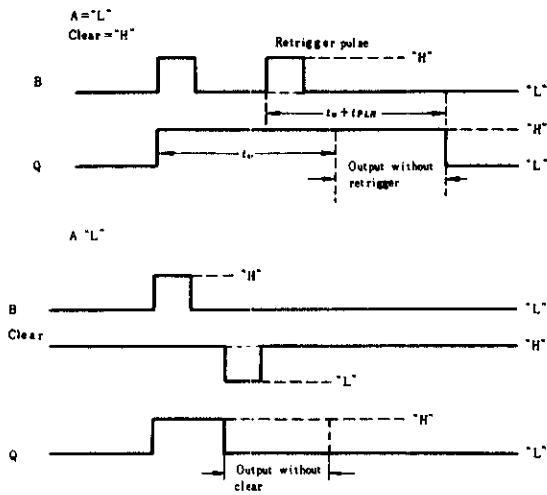 A="L"
Clear="H"
Retrigger pulse
"H"
B
"L"
tw + tPLH
"H"
tw
Output without
retrigger
Q
"L"
A "L"
"H"
B
"L"
Clear
"H"
"L"
"H"
Q
"L"
Output without
clear